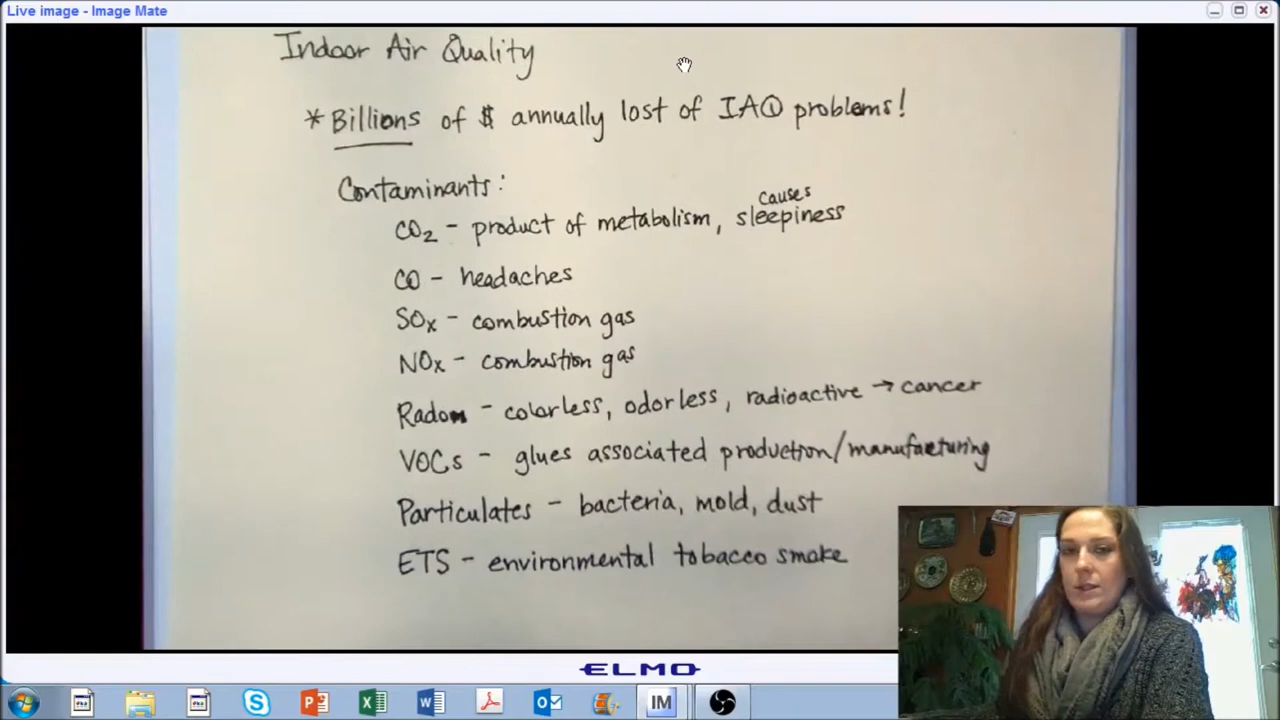 Live image - Image Mate
Indoor Air Quality
* Billions of $ annually lost of IAQ problems!
Contaminants:
causes
CO2 - product of metabolism, sleepiness
CO - headaches
SOx - combustion gas
NOx - combustion gas
Radon - colorless, odorless, radioactive → cancer
VOCs - glues associated production/manufacturing
Particulates - bacteria, mold, dust
ETS - environmental tobacco smoke
ELMO
IM